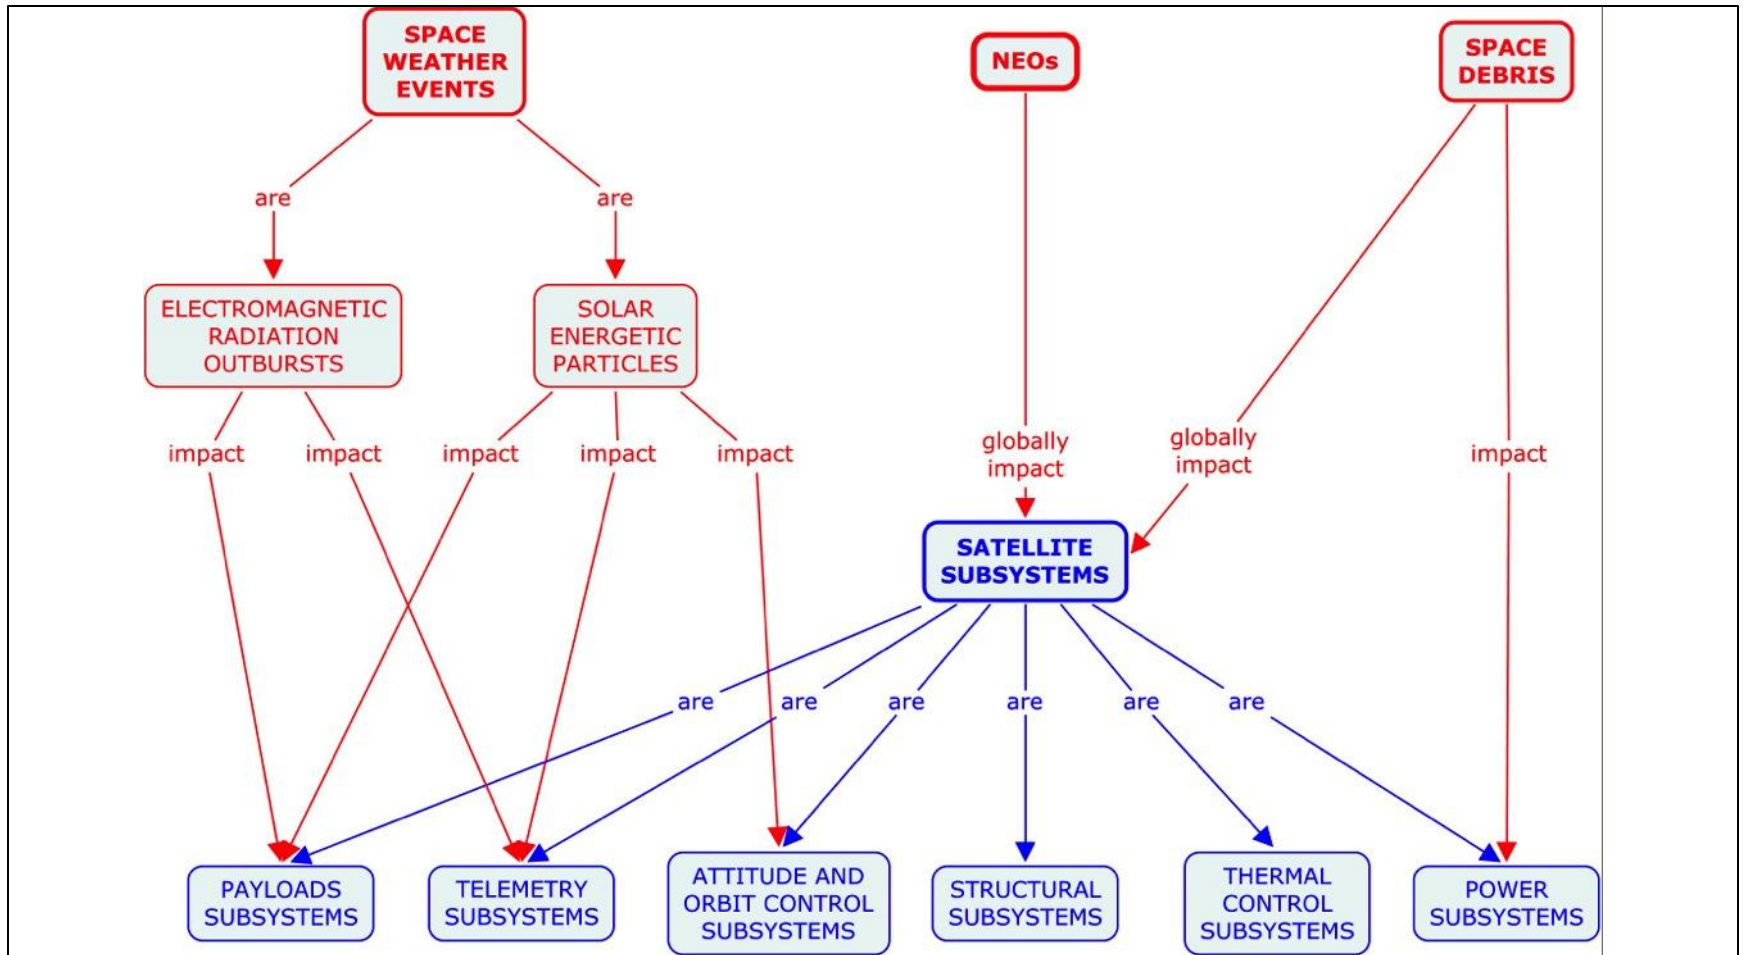 SPACE
WEATHER
EVENTS
NEOs
SPACE
DEBRIS
are
are
ELECTROMAGNETIC
RADIATION
OUTBURSTS
SOLAR
ENERGETIC
PARTICLES
impact
impact
impact
impact
impact
globally
impact
globally
impact
impact
SATELLITE
SUBSYSTEMS
are
are
are
are
are
are
PAYLOADS
SUBSYSTEMS
TELEMETRY
SUBSYSTEMS
ATTITUDE AND
ORBIT CONTROL
SUBSYSTEMS
STRUCTURAL
SUBSYSTEMS
THERMAL
CONTROL
SUBSYSTEMS
POWER
SUBSYSTEMS